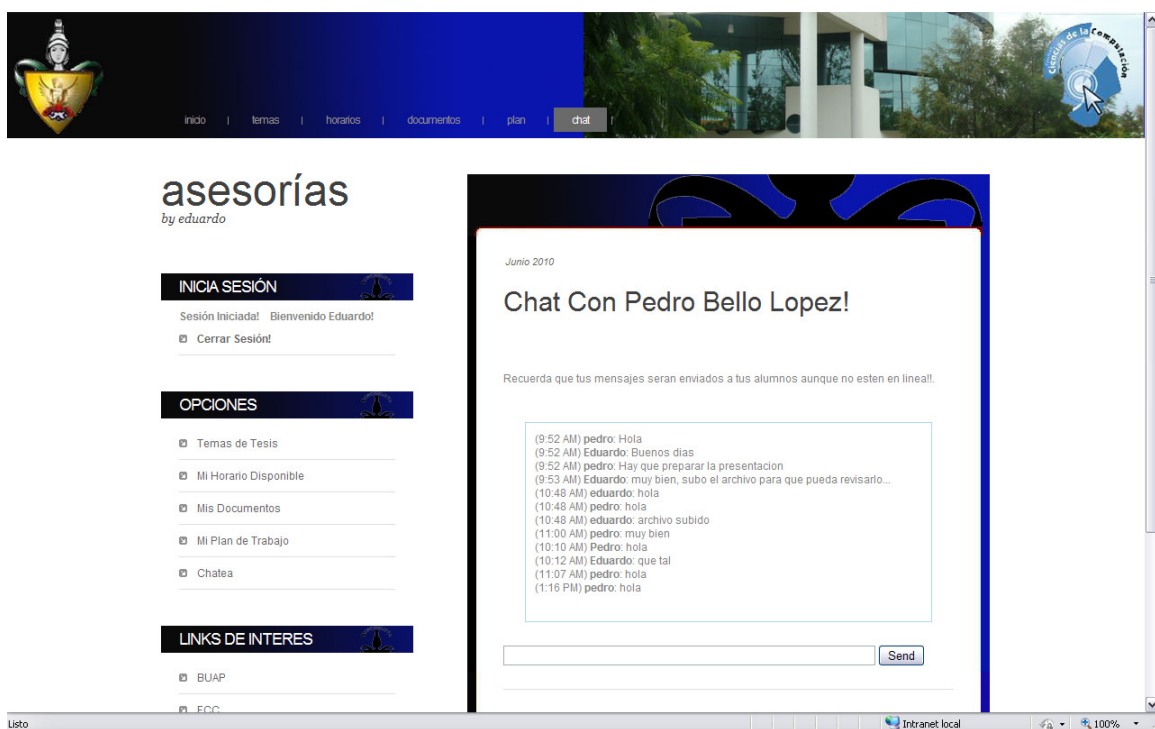 Ciencias de la Computación
inicio | temas | horarios | documentos | plan | chat |
asesorías
by eduardo
INICIA SESIÓN
Sesión Iniciada! Bienvenido Eduardo!
Cerrar Sesión!
OPCIONES
Temas de Tesis
Mi Horario Disponible
Mis Documentos
Mi Plan de Trabajo
Chatea
LINKS DE INTERES
BUAP
FCC
Junio 2010
Chat Con Pedro Bello Lopez!
Recuerda que tus mensajes seran enviados a tus alumnos aunque no esten en linea!!.
(9:52 AM) pedro: Hola
(9:52 AM) Eduardo: Buenos dias
(9:52 AM) pedro: Hay que preparar la presentacion
(9:53 AM) Eduardo: muy bien, subo el archivo para que pueda revisarlo...
(10:48 AM) eduardo: hola
(10:48 AM) pedro: hola
(10:48 AM) eduardo: archivo subido
(11:00 AM) pedro: muy bien
(10:10 AM) Pedro: hola
(10:12 AM) Eduardo: que tal
(11:07 AM) pedro: hola
(1:16 PM) pedro: hola
Send
Listo
Intranet local
100%